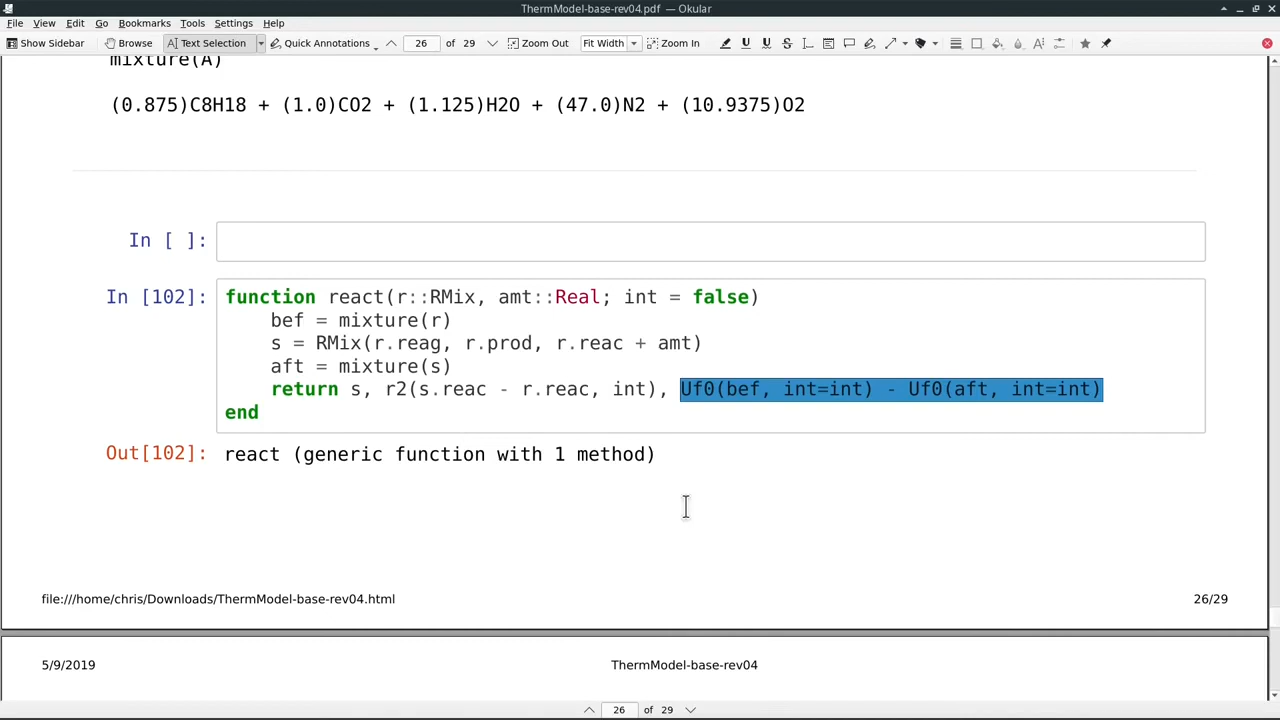 ThermModel-base-rev04.pdf — Okular
File View Edit Go Bookmarks Tools Settings Help
Show Sidebar Browse Text Selection Quick Annotations 26 of 29 Zoom Out Fit Width Zoom In
mixture(A)
(0.875)C8H18 + (1.0)CO2 + (1.125)H2O + (47.0)N2 + (10.9375)O2
In [ ]:
In [102]: function react(r::RMix, amt::Real; int = false)
bef = mixture(r)
s = RMix(r.reag, r.prod, r.reac + amt)
aft = mixture(s)
return s, r2(s.reac - r.reac, int), Uf0(bef, int=int) - Uf0(aft, int=int)
end
Out[102]: react (generic function with 1 method)
file:///home/chris/Downloads/ThermModel-base-rev04.html 26/29
5/9/2019 ThermModel-base-rev04
26 of 29